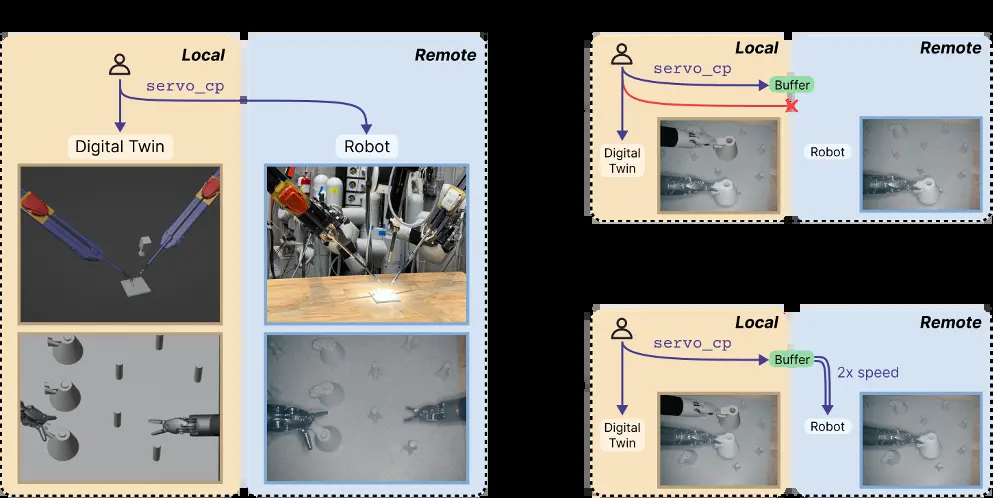 Local
Remote
servo_cp
Digital Twin
Robot
Local
Remote
servo_cp
Buffer
Digital
Twin
Robot
Local
Remote
servo_cp
Buffer
2x speed
Digital
Twin
Robot